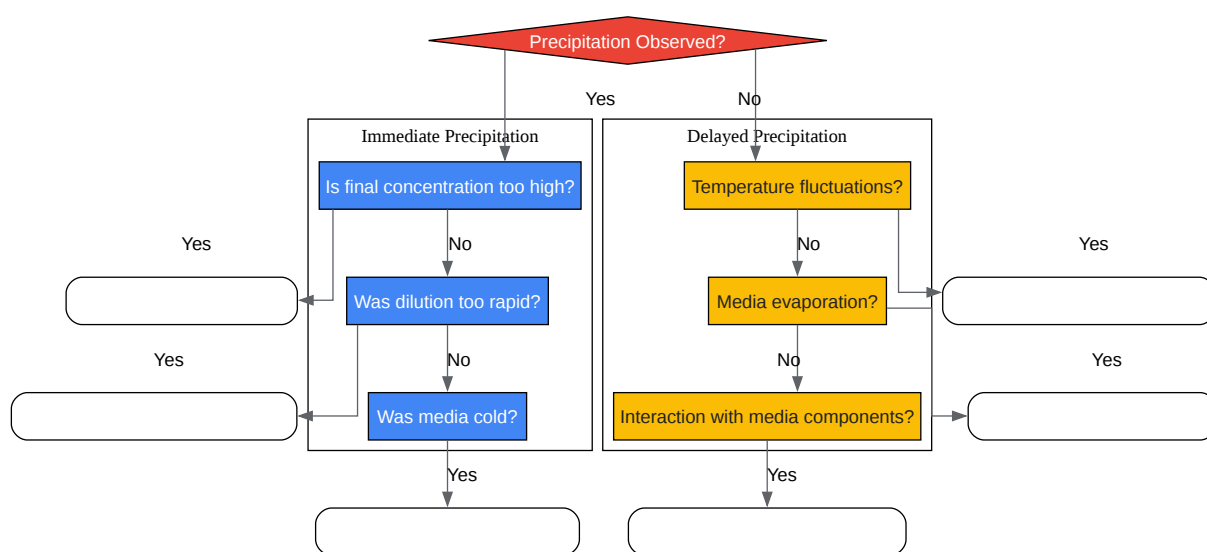 Precipitation Observed?
Yes
No
Immediate Precipitation
Delayed Precipitation
Is final concentration too high?
Temperature fluctuations?
Yes
No
No
Yes
Was dilution too rapid?
Media evaporation?
Yes
No
No
Yes
Was media cold?
Interaction with media components?
Yes
Yes